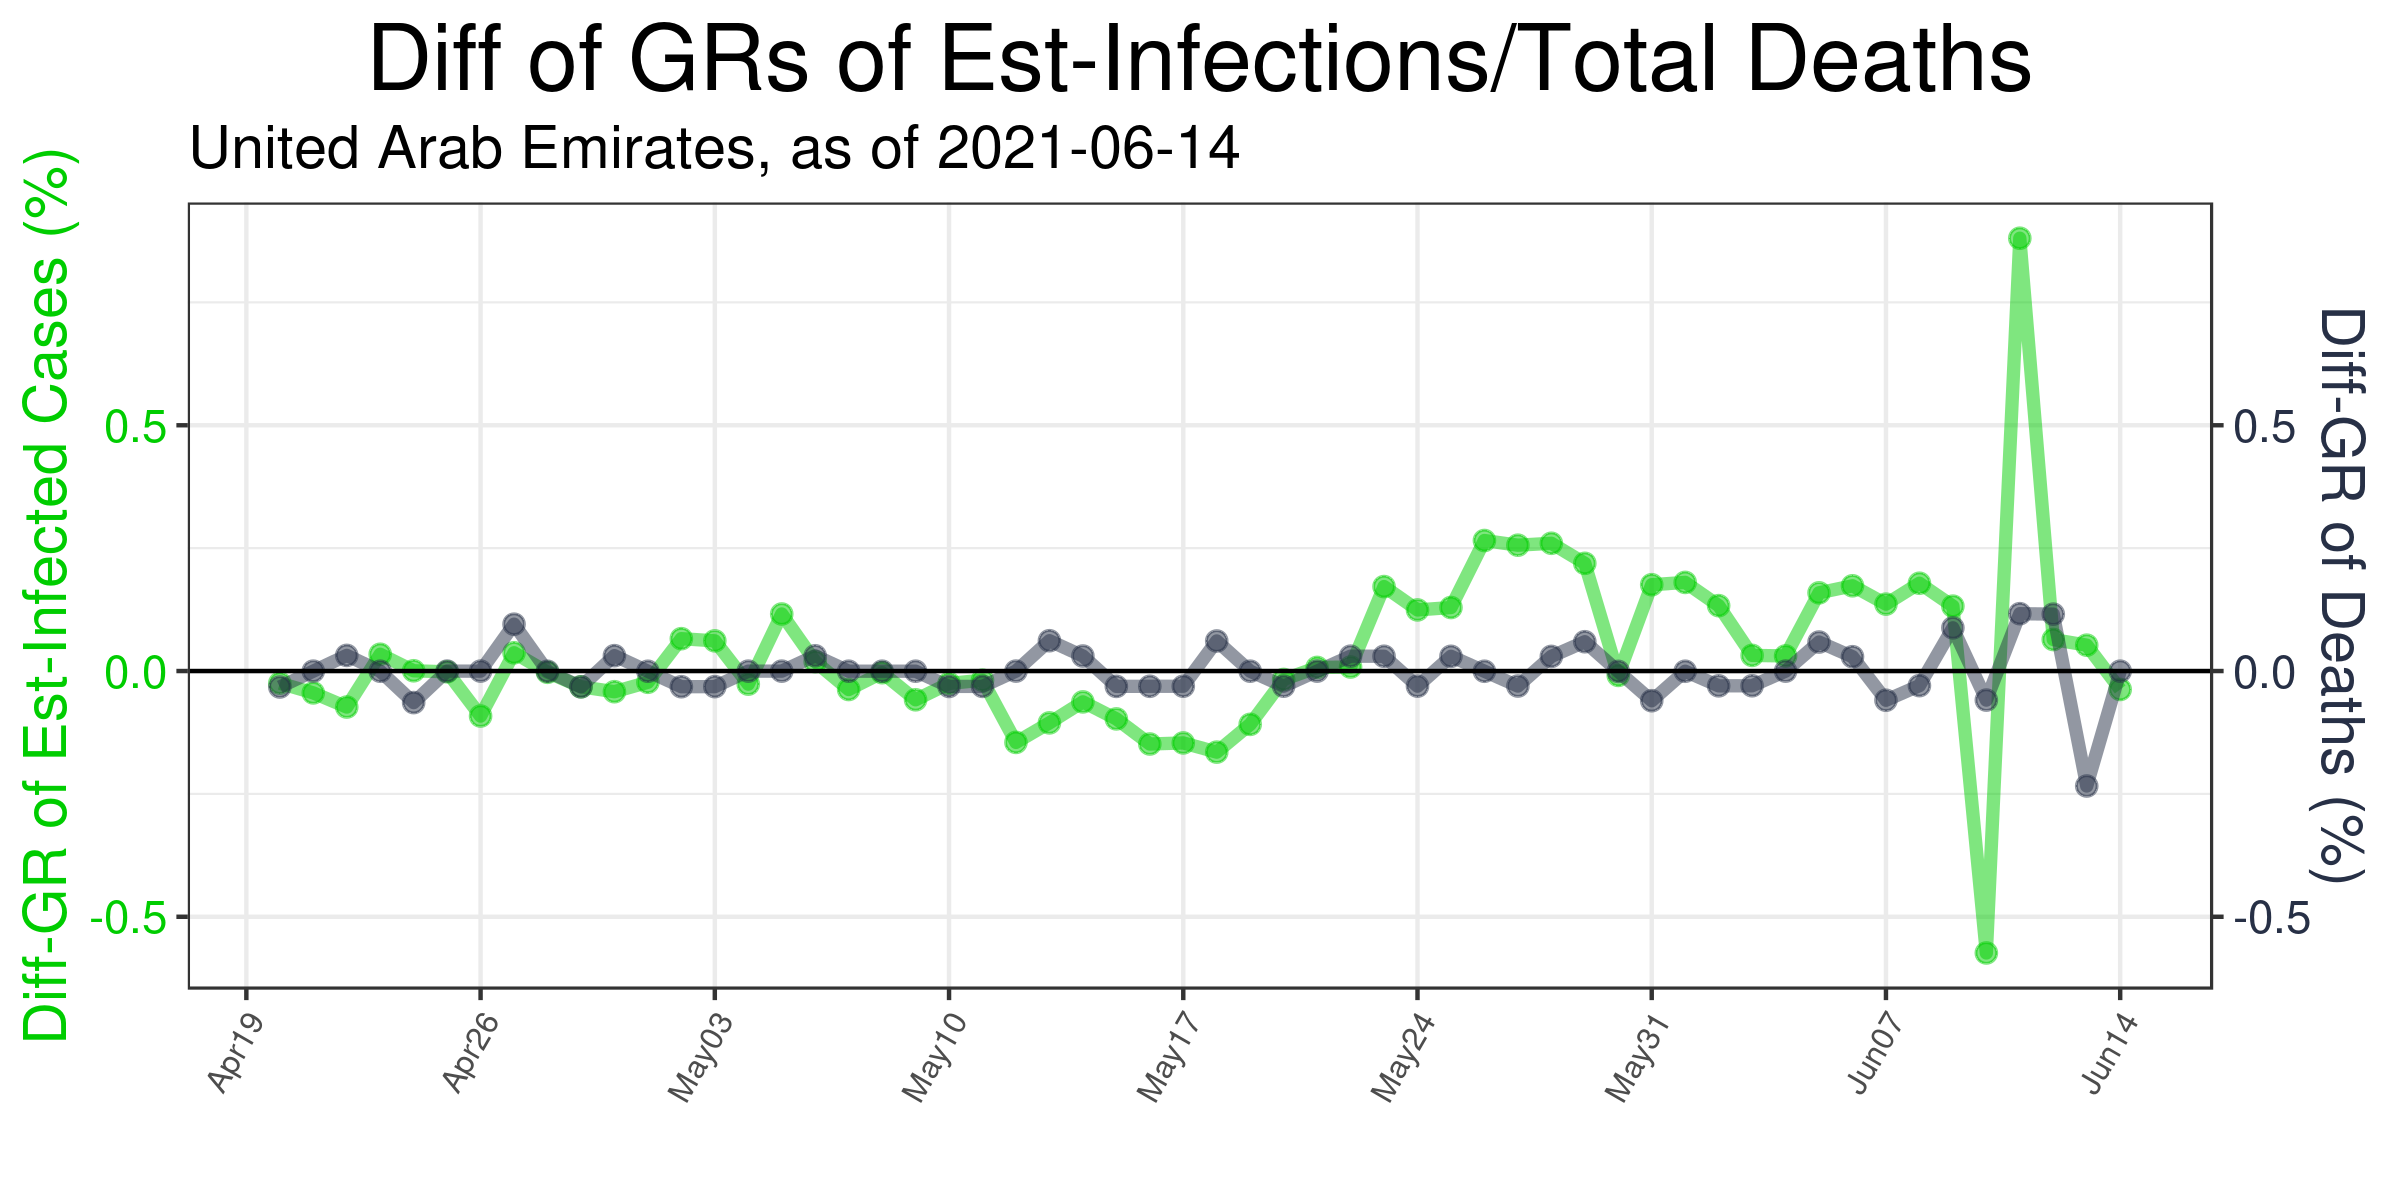 Diff of GRs of Est-Infections/Total Deaths
United Arab Emirates, as of 2021-06-14
Diff-GR of Est-Infected Cases (%)
0.5
0.0
-0.5
0.5
0.0
-0.5
Diff-GR of Deaths (%)
Apr19
Apr26
May03
May10
May17
May24
May31
Jun07
Jun14